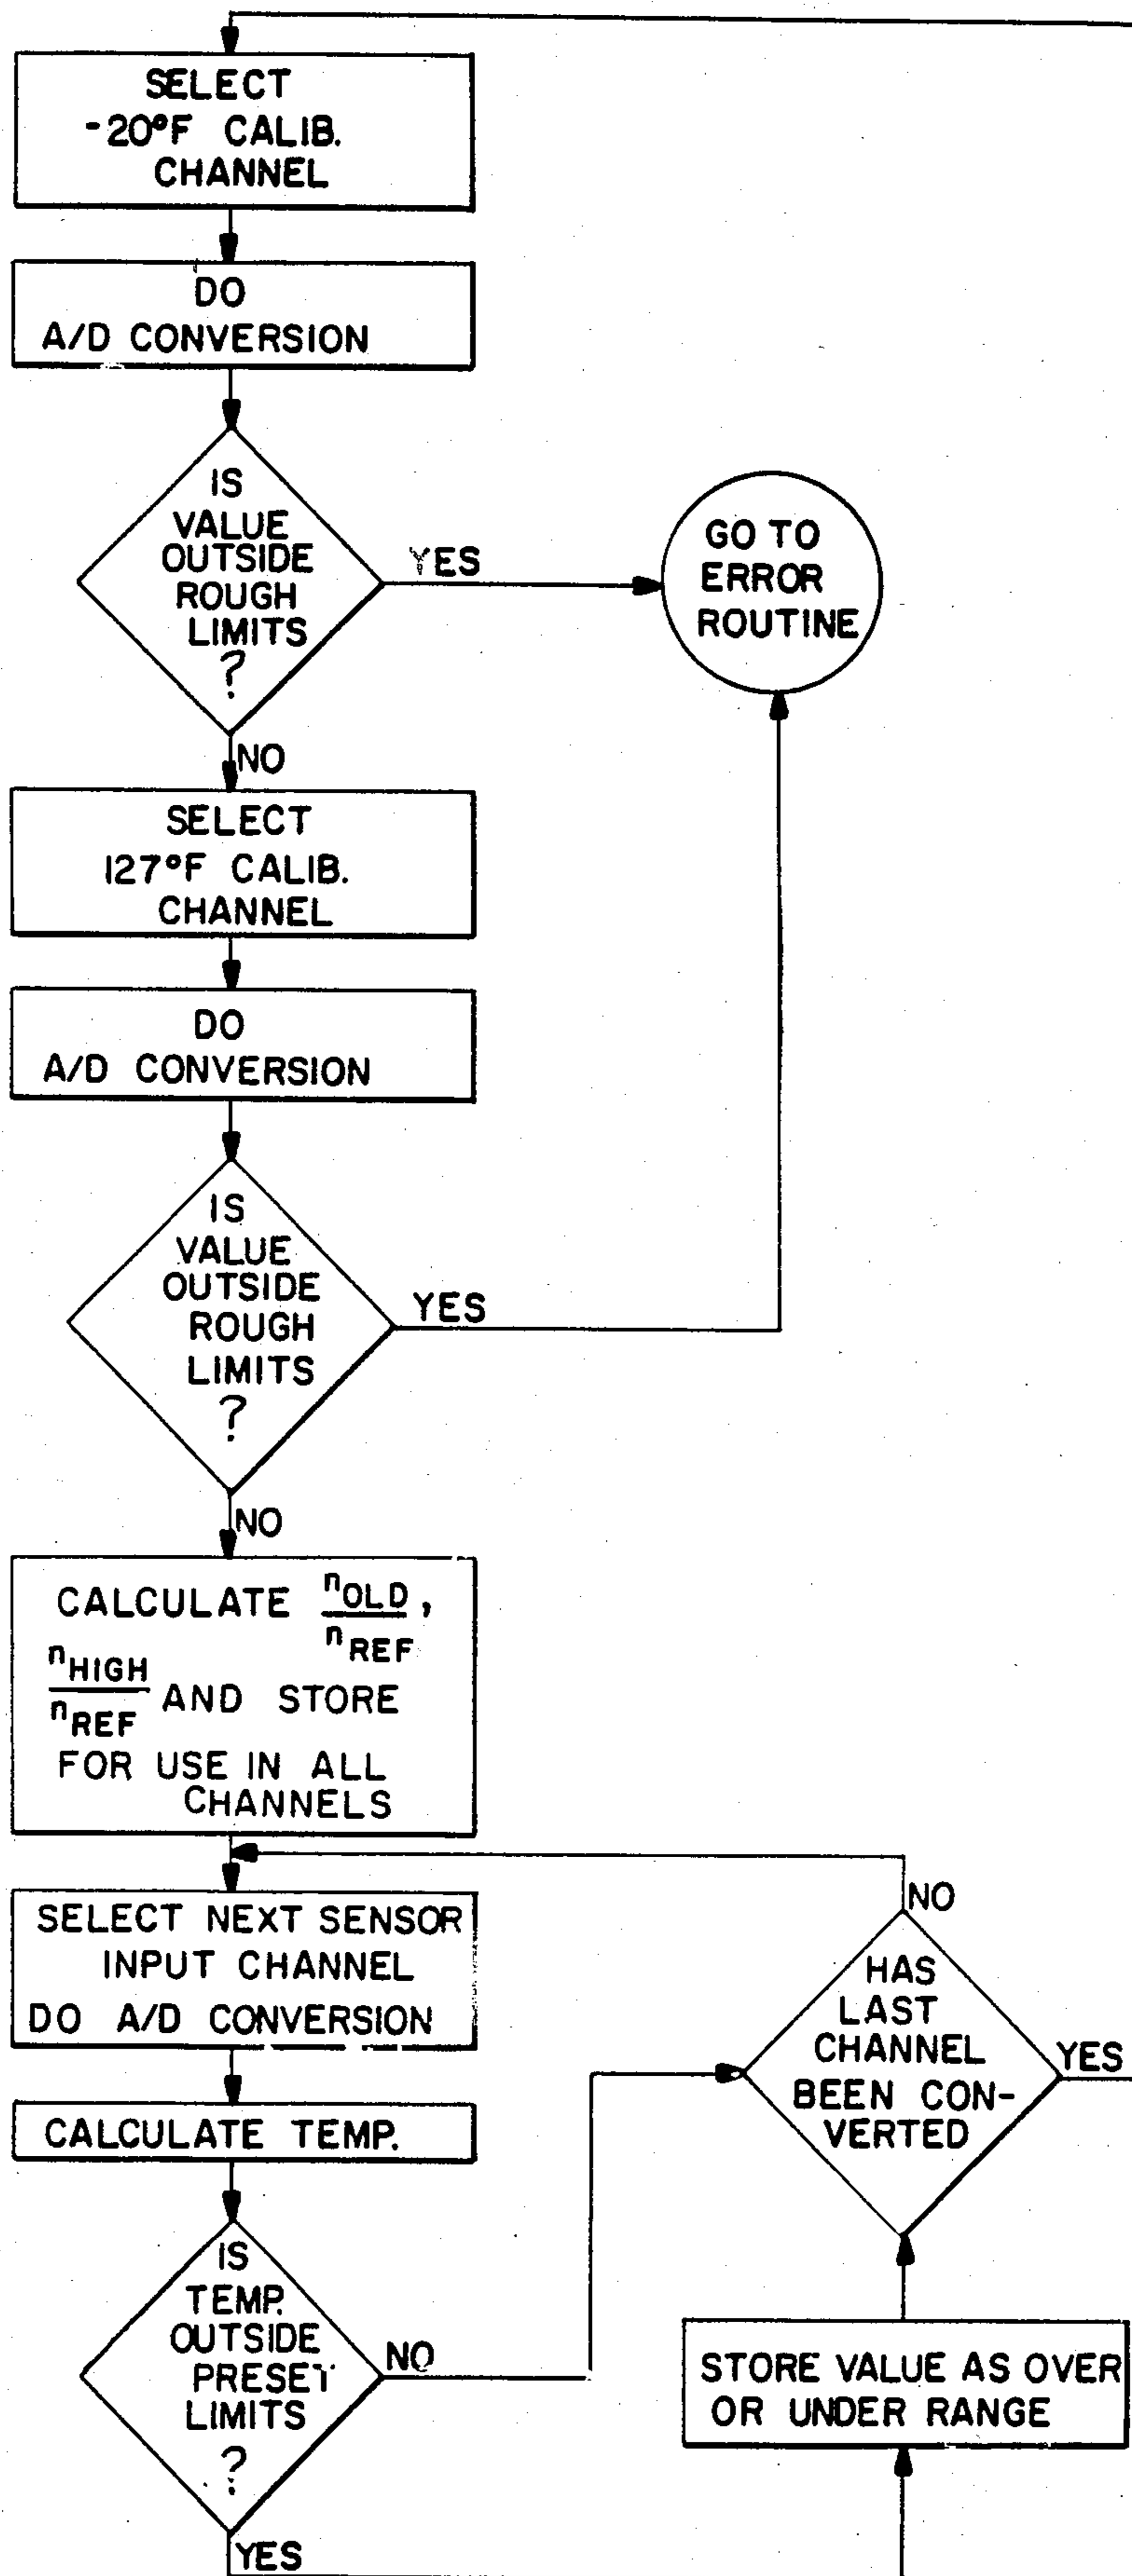 SELECT
-20°F CALIB.
CHANNEL
DO
A/D CONVERSION
IS
VALUE
OUTSIDE
ROUGH
LIMITS
?
YES
GO TO
ERROR
ROUTINE
NO
SELECT
127°F CALIB.
CHANNEL
DO
A/D CONVERSION
IS
VALUE
OUTSIDE
ROUGH
LIMITS
?
YES
NO
CALCULATE nOLD/nREF,
nHIGH/nREF AND STORE
FOR USE IN ALL
CHANNELS
SELECT NEXT SENSOR
INPUT CHANNEL
DO A/D CONVERSION
CALCULATE TEMP.
IS
TEMP.
OUTSIDE
PRESET
LIMITS
?
NO
YES
NO
HAS
LAST
CHANNEL
BEEN CON-
VERTED
YES
STORE VALUE AS OVER
OR UNDER RANGE